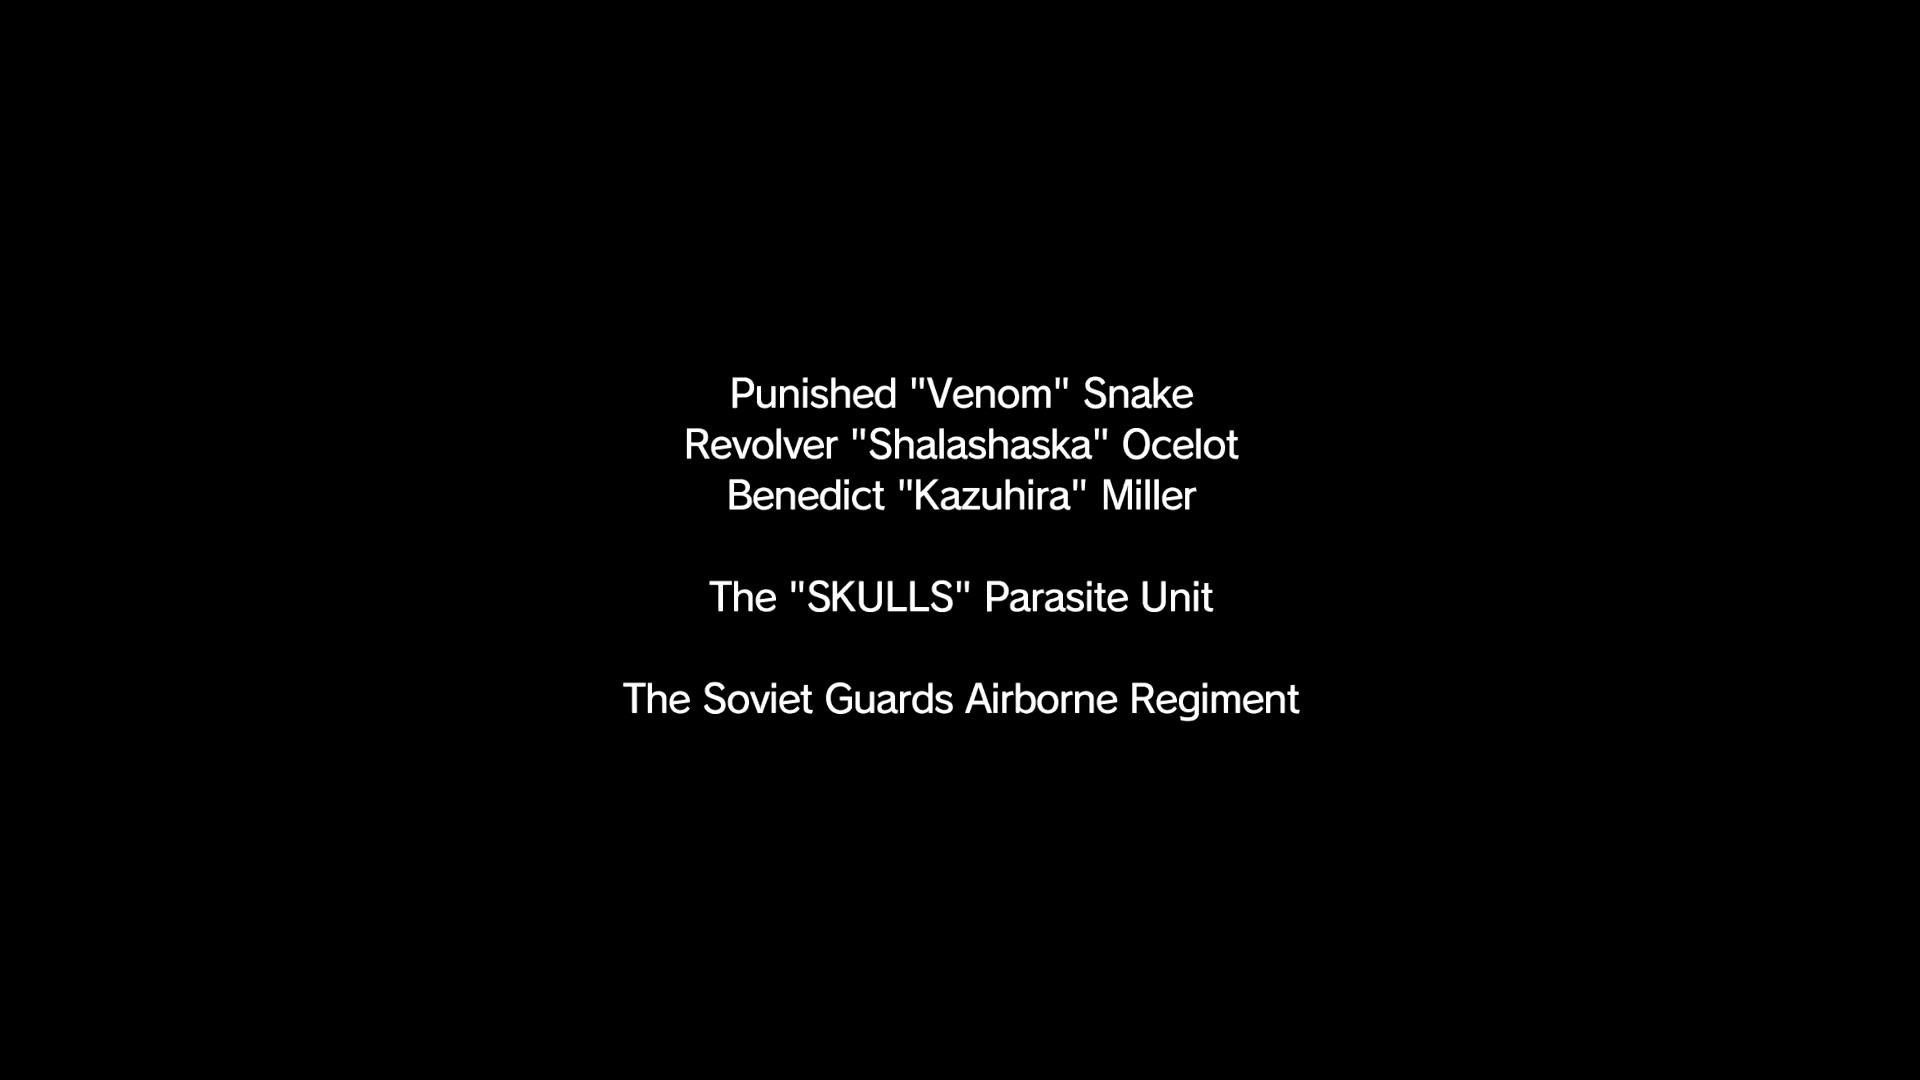 Punished "Venom" Snake
Revolver "Shalashaska" Ocelot
Benedict "Kazuhira" Miller
The "SKULLS" Parasite Unit
The Soviet Guards Airborne Regiment